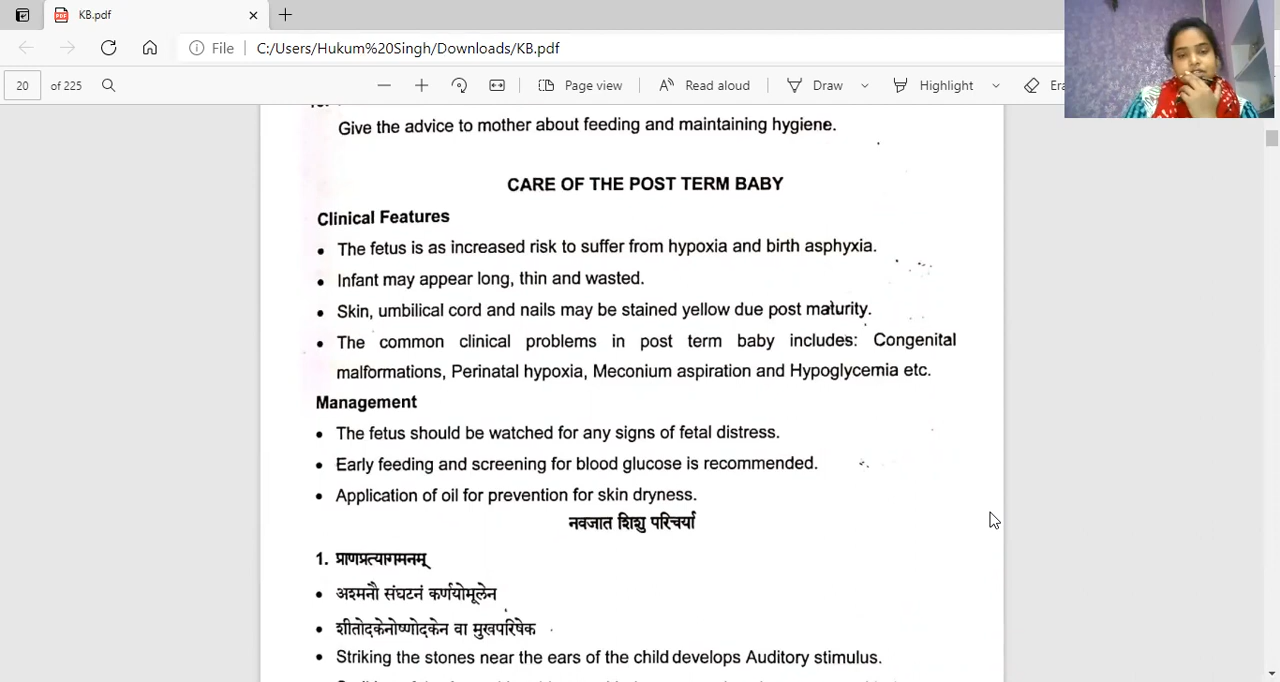 KB.pdf
File C:/Users/Hukum%20Singh/Downloads/KB.pdf
20 of 225 Page view Read aloud Draw Highlight
Give the advice to mother about feeding and maintaining hygiene.
CARE OF THE POST TERM BABY
Clinical Features
• The fetus is as increased risk to suffer from hypoxia and birth asphyxia.
• Infant may appear long, thin and wasted.
• Skin, umbilical cord and nails may be stained yellow due post maturity.
• The common clinical problems in post term baby includes: Congenital
malformations, Perinatal hypoxia, Meconium aspiration and Hypoglycemia etc.
Management
• The fetus should be watched for any signs of fetal distress.
• Early feeding and screening for blood glucose is recommended.
• Application of oil for prevention for skin dryness.
नवजात शिशु परिचर्या
1. प्राणप्रत्यागमनम्
• अश्मनौ संघटनं कर्णयोमूलेन
• शीतोदकेनोष्णोदकेन वा मुखपरिषेक
• Striking the stones near the ears of the child develops Auditory stimulus.